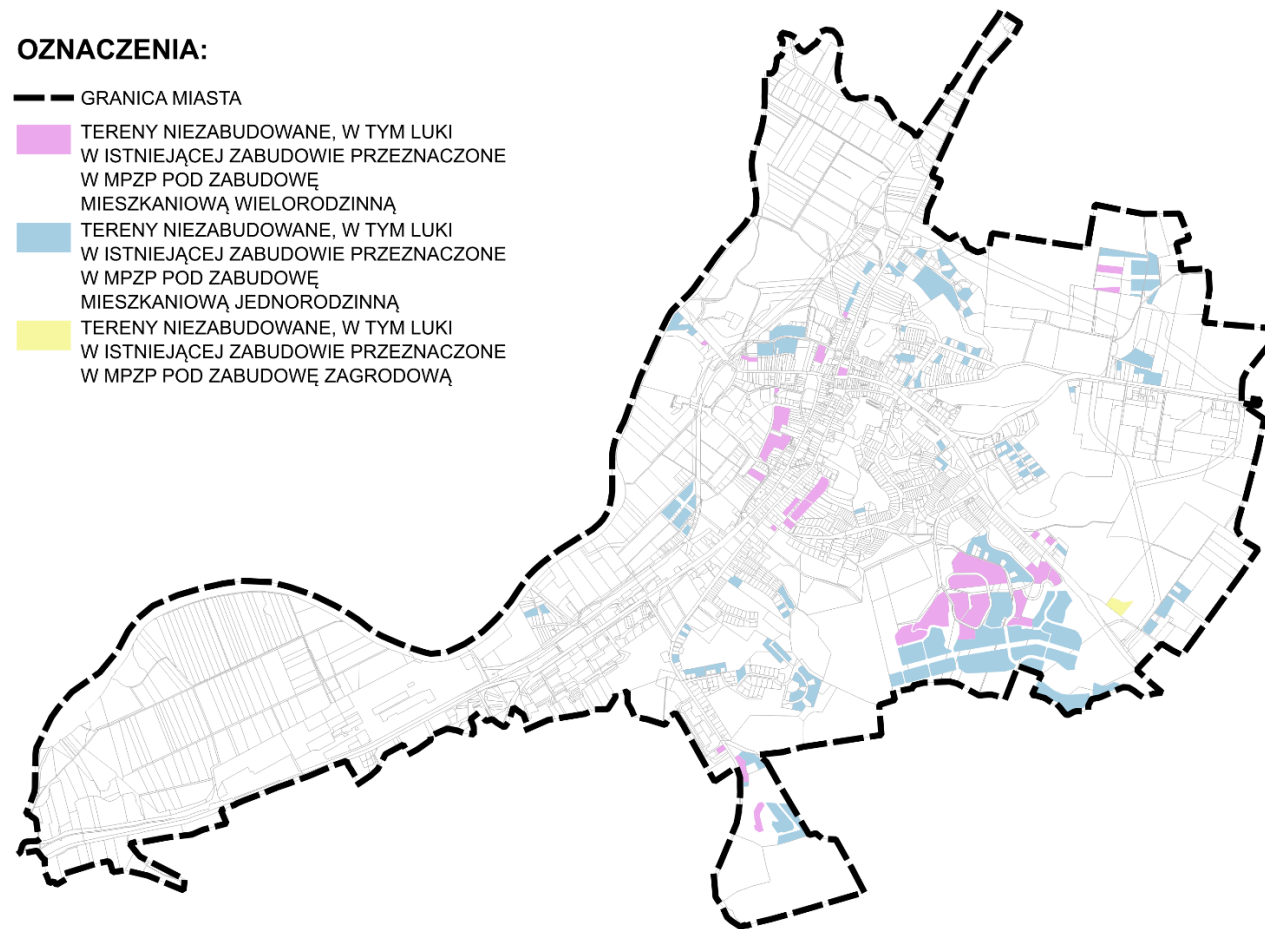 OZNACZENIA:
GRANICA MIASTA
TERENY NIEZABUDOWANE, W TYM LUKI
W ISTNIEJĄCEJ ZABUDOWIE PRZEZNACZONE
W MPZP POD ZABUDOWĘ
MIESZKANIOWĄ WIELORODZINNĄ
TERENY NIEZABUDOWANE, W TYM LUKI
W ISTNIEJĄCEJ ZABUDOWIE PRZEZNACZONE
W MPZP POD ZABUDOWĘ
MIESZKANIOWĄ JEDNORODZINNĄ
TERENY NIEZABUDOWANE, W TYM LUKI
W ISTNIEJĄCEJ ZABUDOWIE PRZEZNACZONE
W MPZP POD ZABUDOWĘ ZAGRODOWĄ